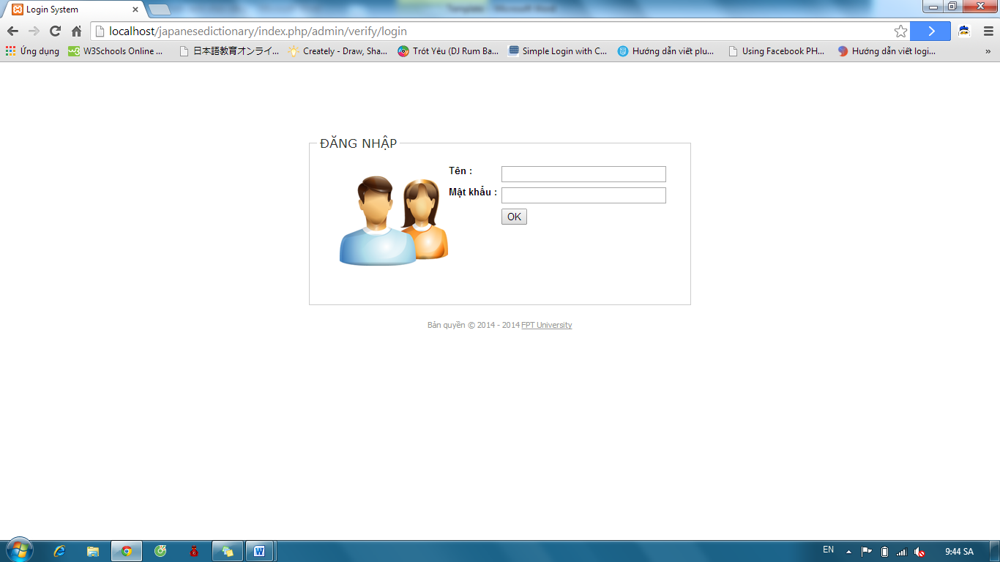 Login System
localhost/japanesedictionary/index.php/admin/verify/login
Ứng dụng
W3Schools Online ...
日本語教育オンライ...
Creately - Draw, Sha...
Trót Yêu (DJ Rum Ba...
Simple Login with C...
Hướng dẫn viết plu...
Using Facebook PH...
Hướng dẫn viết logi...
»
ĐĂNG NHẬP
Tên :
Mật khẩu :
OK
Bản quyền © 2014 - 2014 FPT University
EN
9:44 SA